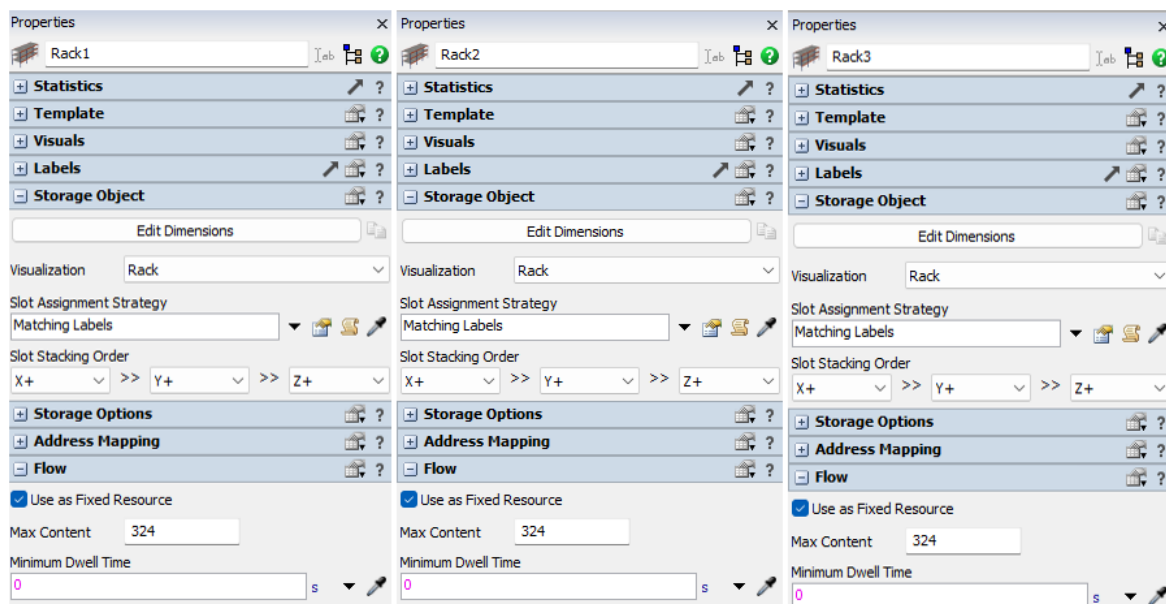 Properties
Rack1
Statistics
Template
Visuals
Labels
Storage Object
Edit Dimensions
Visualization Rack
Slot Assignment Strategy
Matching Labels
Slot Stacking Order
X+ >> Y+ >> Z+
Storage Options
Address Mapping
Flow
Use as Fixed Resource
Max Content 324
Minimum Dwell Time
0 s
Properties
Rack2
Statistics
Template
Visuals
Labels
Storage Object
Edit Dimensions
Visualization Rack
Slot Assignment Strategy
Matching Labels
Slot Stacking Order
X+ >> Y+ >> Z+
Storage Options
Address Mapping
Flow
Use as Fixed Resource
Max Content 324
Minimum Dwell Time
0 s
Properties
Rack3
Statistics
Template
Visuals
Labels
Storage Object
Edit Dimensions
Visualization Rack
Slot Assignment Strategy
Matching Labels
Slot Stacking Order
X+ >> Y+ >> Z+
Storage Options
Address Mapping
Flow
Use as Fixed Resource
Max Content 324
Minimum Dwell Time
0 s